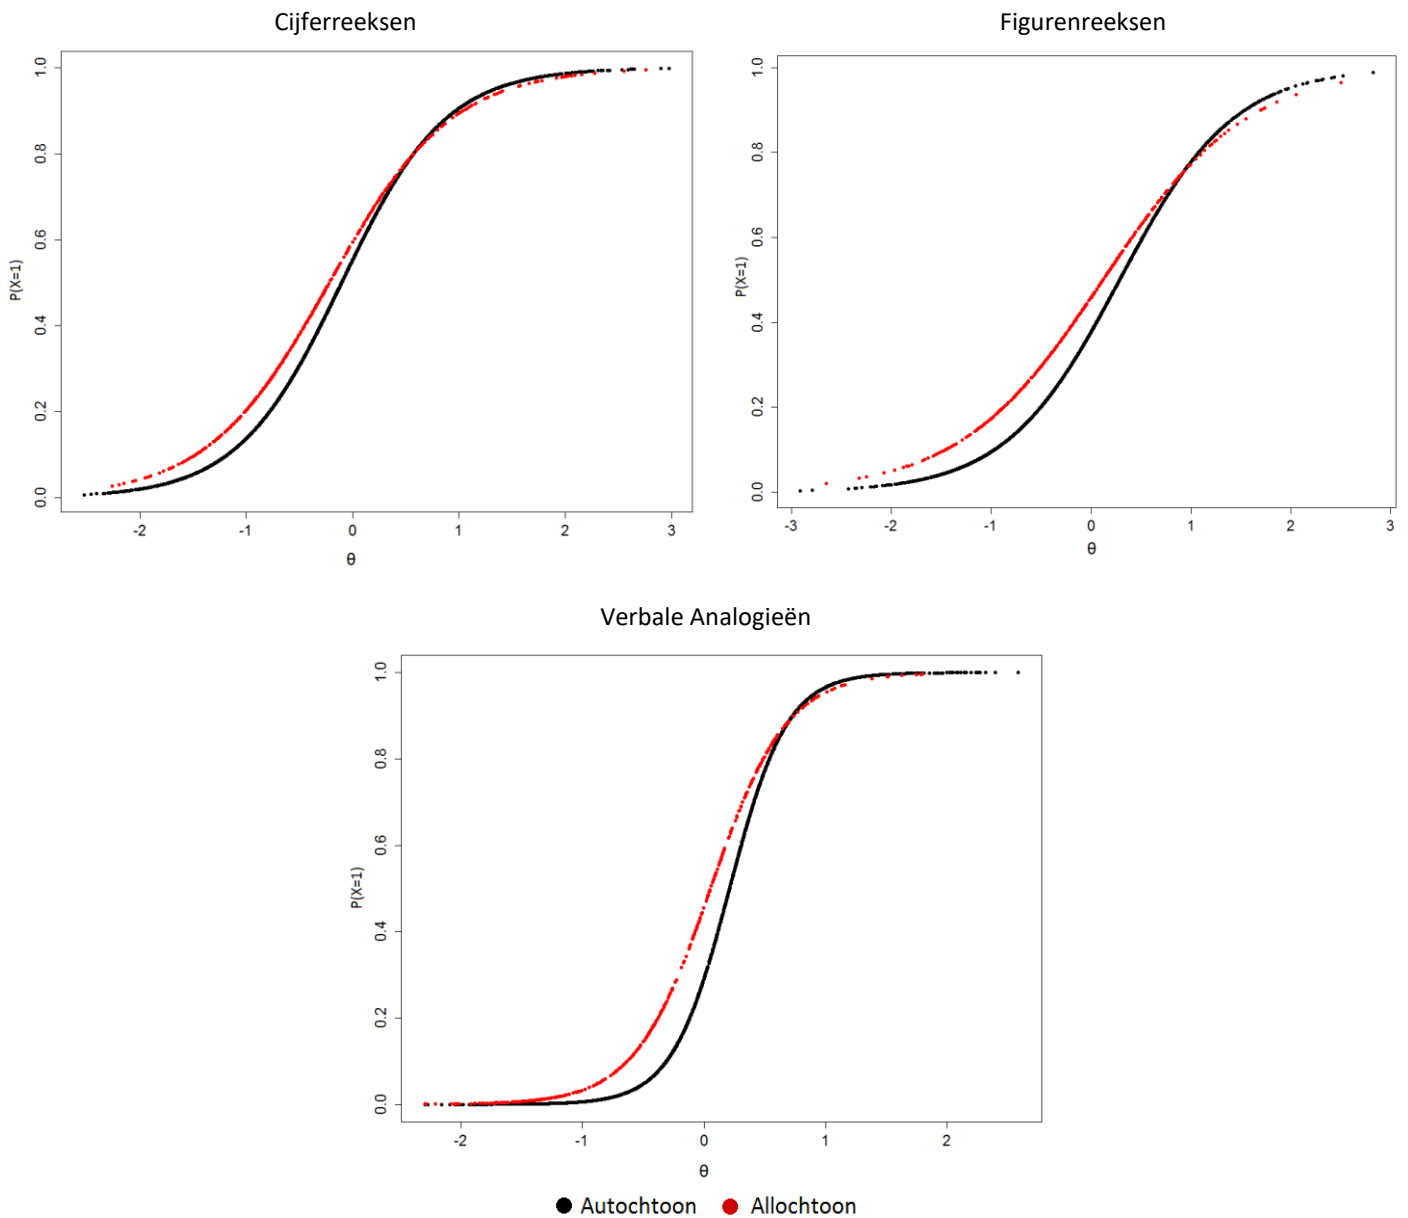 Cijferreeksen
P(X=1)
1.0
0.8
0.6
0.4
0.2
0.0
-2 -1 0 1 2 3
θ
Figurenreeksen
P(X=1)
1.0
0.8
0.6
0.4
0.2
0.0
-3 -2 -1 0 1 2 3
θ
Verbale Analogieën
P(X=1)
1.0
0.8
0.6
0.4
0.2
0.0
-2 -1 0 1 2
θ
Autochtoon Allochtoon